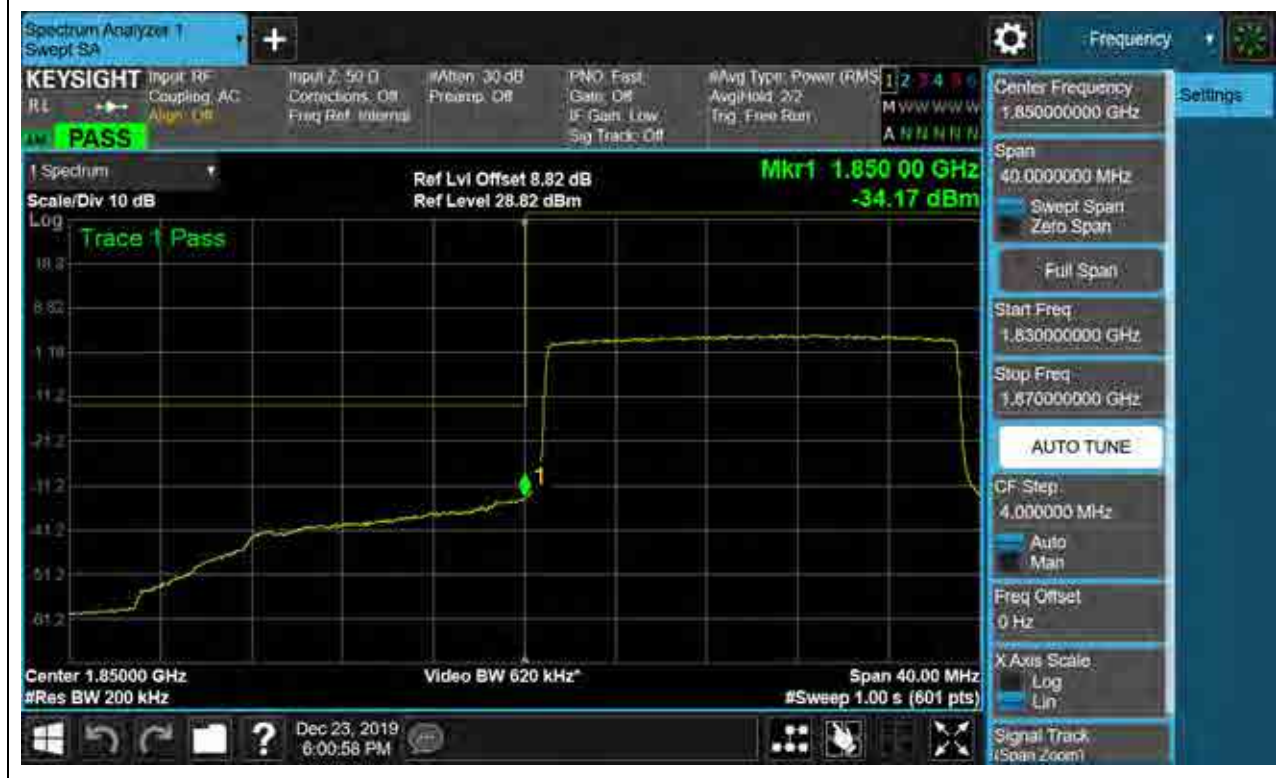 Spectrum Analyzer 1
Swept SA
+
Frequency
KEYSIGHT
RL
Input: RF
Coupling: AC
Align: Off
Input Z: 50 Ω
Corrections: Off
Freq Ref: Internal
#Atten: 30 dB
Preamp: Off
PNO: Fast
Gate: Off
IF Gain: Low
Sig Track: Off
#Avg Type: Power (RMS
Avg|Hold: 2/2
Trig: Free Run
1 2 3 4 5 6
M W W W W W
A N N N N N
PASS
1 Spectrum
Scale/Div 10 dB
Ref Lvl Offset 8.82 dB
Ref Level 28.82 dBm
Mkr1 1.850 00 GHz
-34.17 dBm
Log
Trace 1 Pass
18.8
8.82
-1.18
-11.2
-21.2
-31.2
-41.2
-51.2
-61.2
1
Center 1.85000 GHz
#Res BW 200 kHz
Video BW 620 kHz*
Span 40.00 MHz
#Sweep 1.00 s (601 pts)
Dec 23, 2019
6:00:58 PM
?
Center Frequency
1.850000000 GHz
Settings
Span
40.0000000 MHz
Swept Span
Zero Span
Full Span
Start Freq
1.830000000 GHz
Stop Freq
1.870000000 GHz
AUTO TUNE
CF Step
4.000000 MHz
Auto
Man
Freq Offset
0 Hz
X Axis Scale
Log
Lin
Signal Track
(Span Zoom)